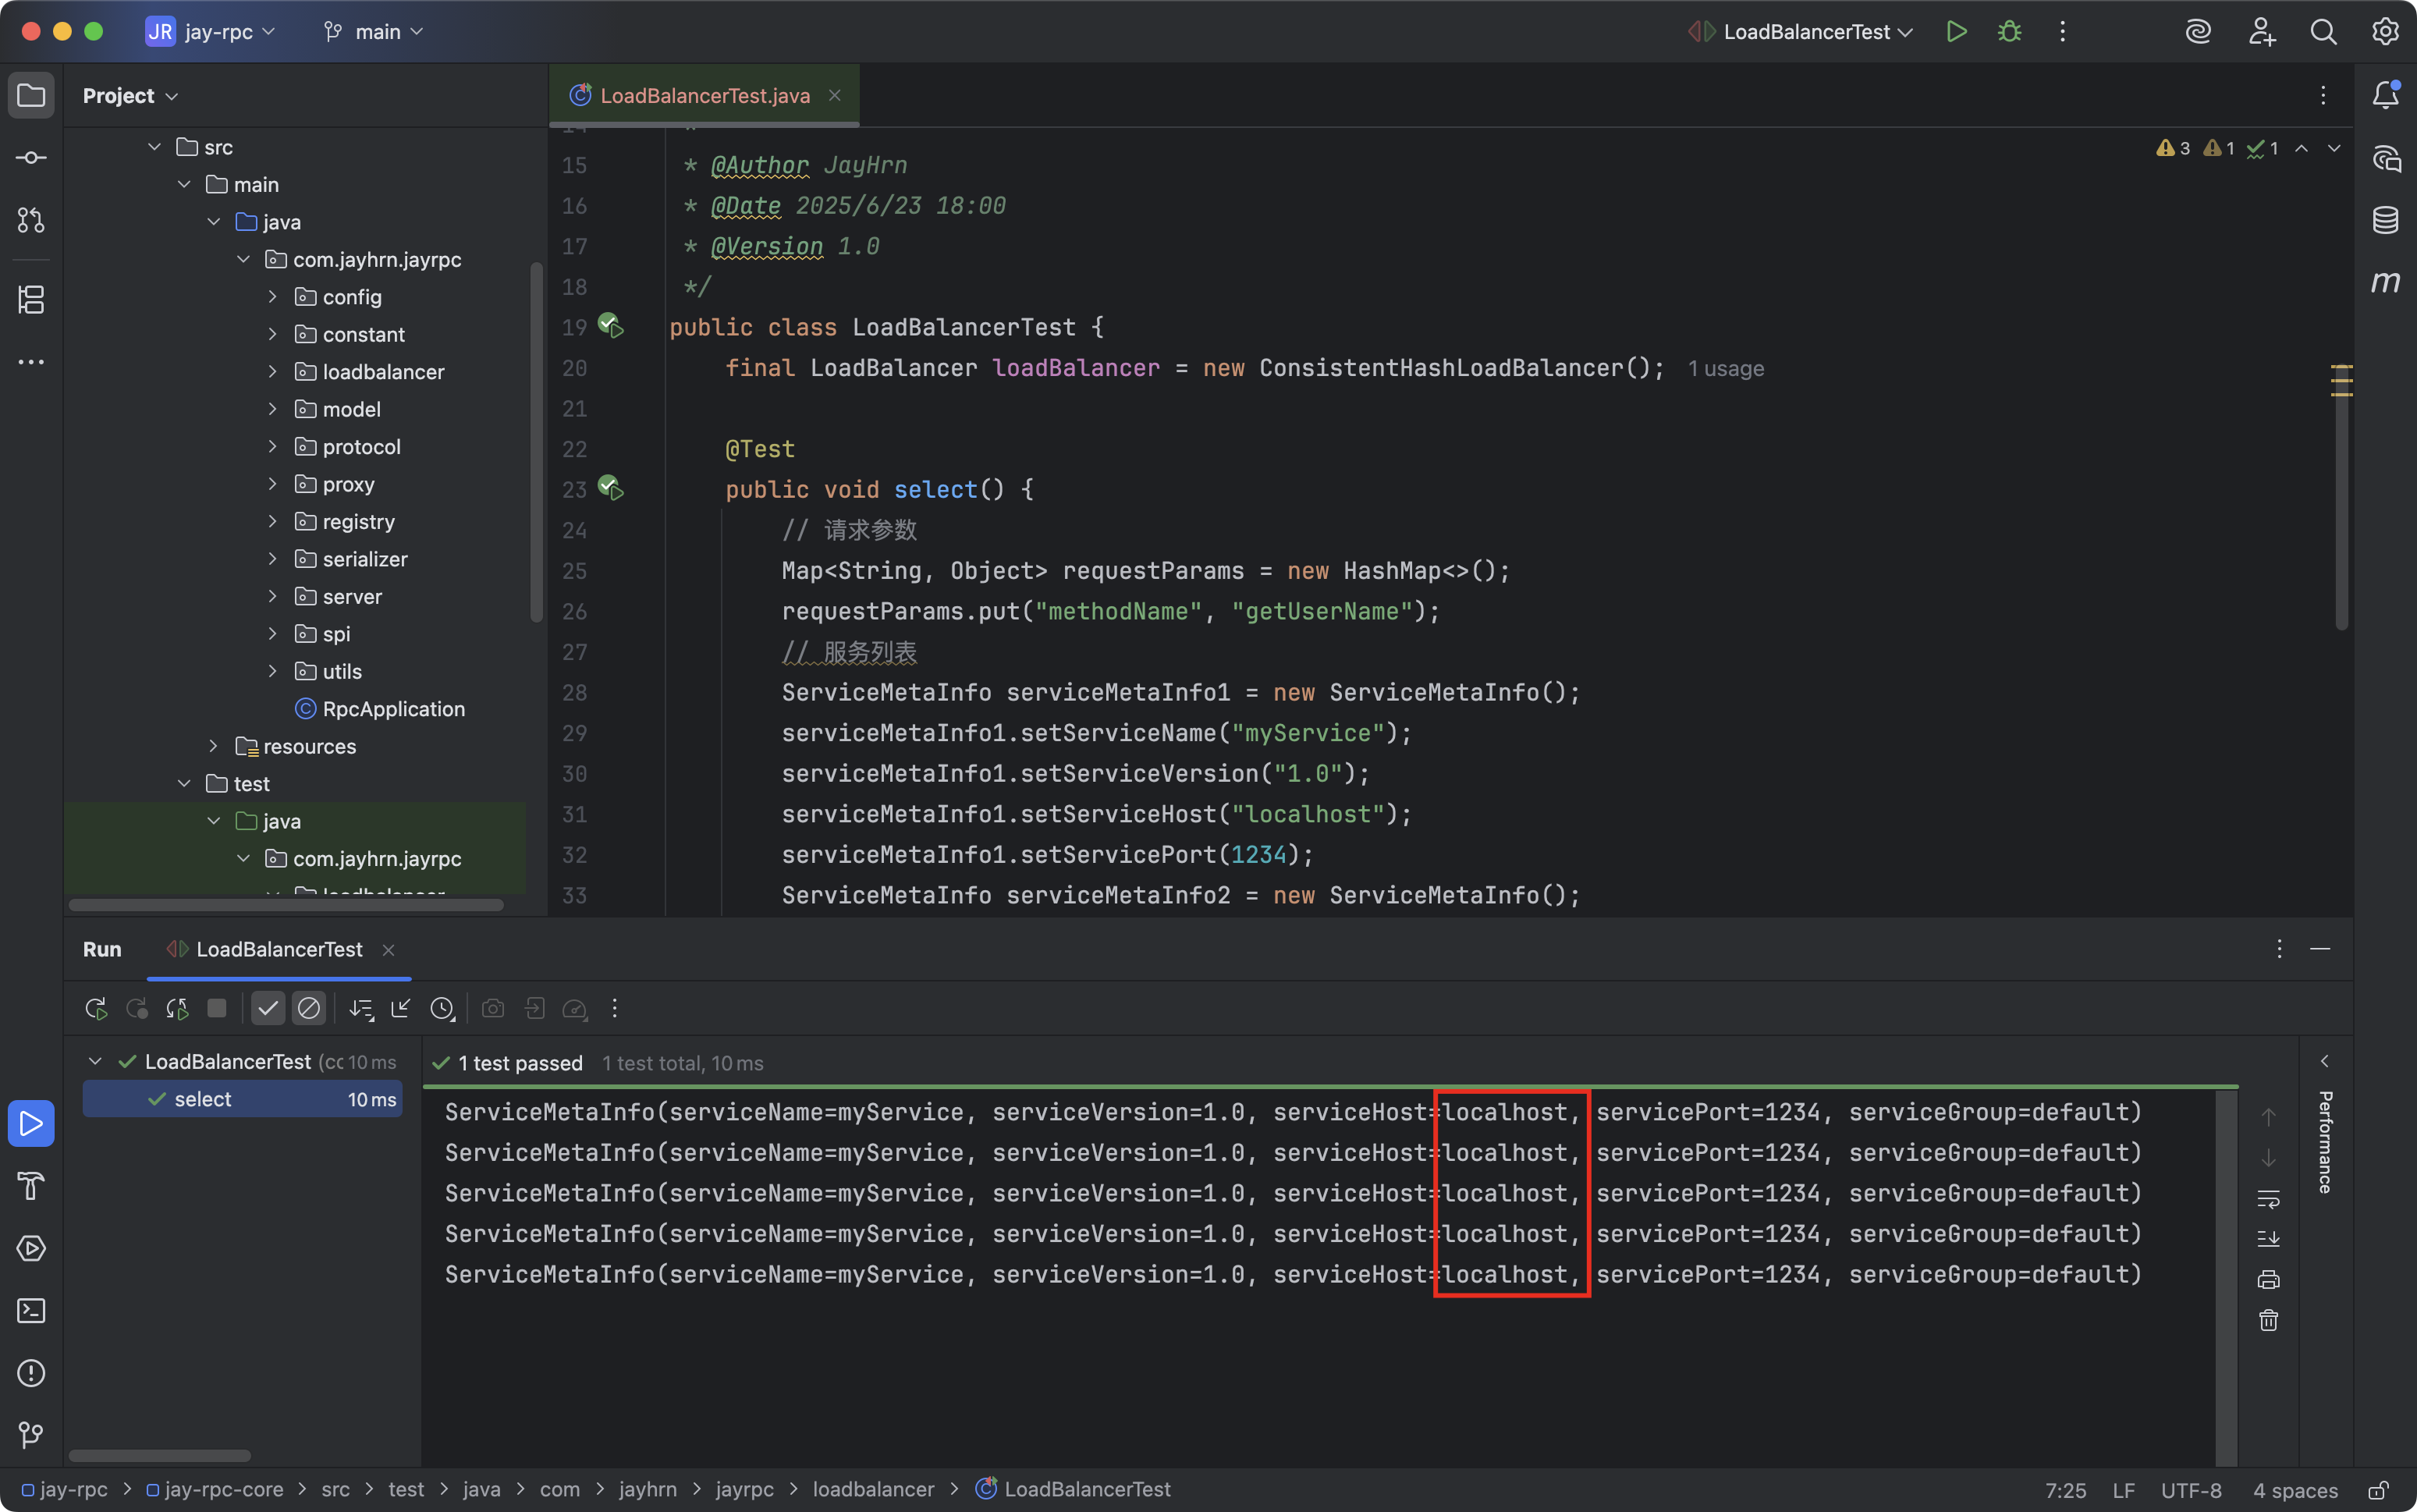 JR jay-rpc main LoadBalancerTest
Project
LoadBalancerTest.java
src
main
java
com.jayhrn.jayrpc
config
constant
loadbalancer
model
protocol
proxy
registry
serializer
server
spi
utils
RpcApplication
resources
test
java
com.jayhrn.jayrpc
loadbalancer
3 1 1
14 *
15 * @Author JayHrn
16 * @Date 2025/6/23 18:00
17 * @Version 1.0
18 */
19 public class LoadBalancerTest {
20 final LoadBalancer loadBalancer = new ConsistentHashLoadBalancer(); 1 usage
21
22 @Test
23 public void select() {
24 // 请求参数
25 Map<String, Object> requestParams = new HashMap<>();
26 requestParams.put("methodName", "getUserName");
27 // 服务列表
28 ServiceMetaInfo serviceMetaInfo1 = new ServiceMetaInfo();
29 serviceMetaInfo1.setServiceName("myService");
30 serviceMetaInfo1.setServiceVersion("1.0");
31 serviceMetaInfo1.setServiceHost("localhost");
32 serviceMetaInfo1.setServicePort(1234);
33 ServiceMetaInfo serviceMetaInfo2 = new ServiceMetaInfo();
m
Run LoadBalancerTest
LoadBalancerTest (cc 10 ms
select 10 ms
1 test passed 1 test total, 10 ms
ServiceMetaInfo(serviceName=myService, serviceVersion=1.0, serviceHost=localhost, servicePort=1234, serviceGroup=default)
ServiceMetaInfo(serviceName=myService, serviceVersion=1.0, serviceHost=localhost, servicePort=1234, serviceGroup=default)
ServiceMetaInfo(serviceName=myService, serviceVersion=1.0, serviceHost=localhost, servicePort=1234, serviceGroup=default)
ServiceMetaInfo(serviceName=myService, serviceVersion=1.0, serviceHost=localhost, servicePort=1234, serviceGroup=default)
ServiceMetaInfo(serviceName=myService, serviceVersion=1.0, serviceHost=localhost, servicePort=1234, serviceGroup=default)
Performance
jay-rpc > jay-rpc-core > src > test > java > com > jayhrn > jayrpc > loadbalancer > LoadBalancerTest
7:25 LF UTF-8 4 spaces